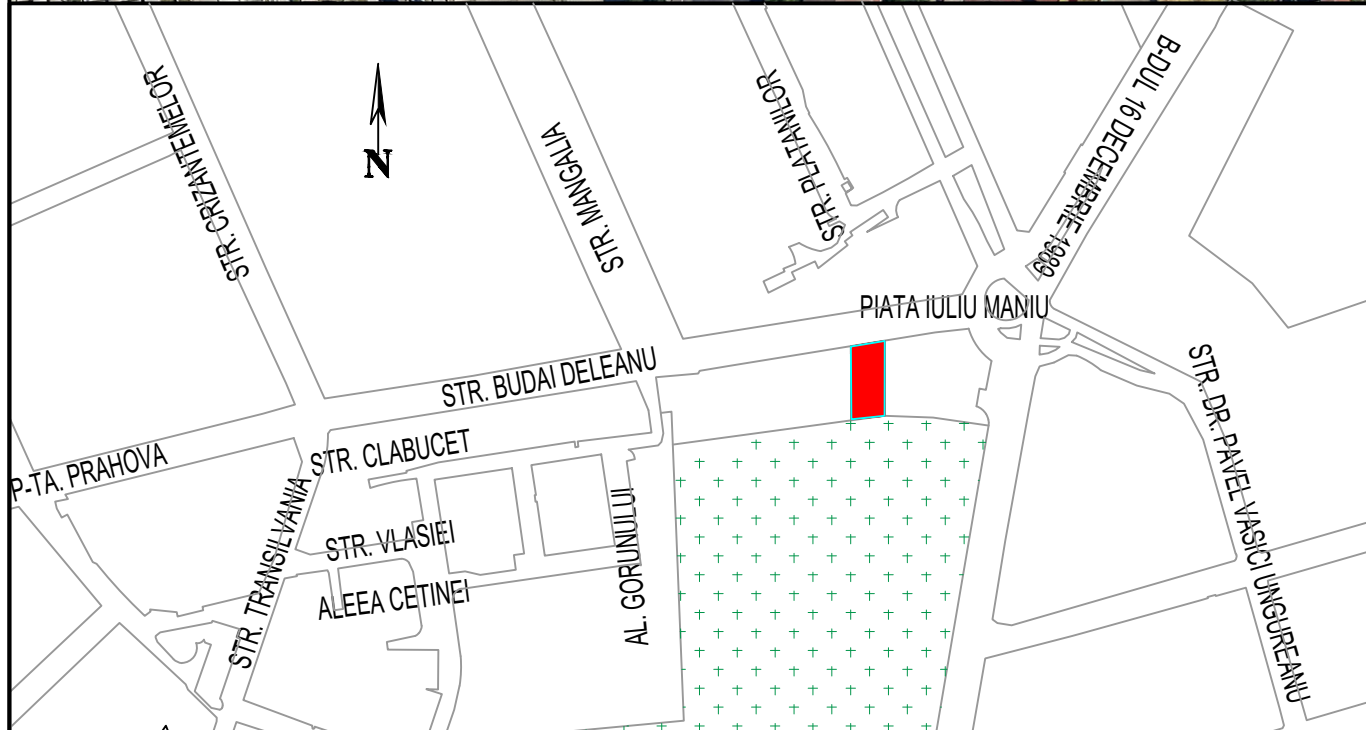 STR. CRIZANTEMELOR
N
STR. MANGALIA
STR. PLATANILOR
B-DUL 16 DECEMBRIE 1989
PIATA IULIU MANIU
STR. BUDAI DELEANU
STR. DR. PAVEL VASICI UNGUREANU
P-TA. PRAHOVA
STR. CLABUCET
STR. TRANSILVANIA
STR. VLASIEI
ALEEA CETINEI
AL. GORUNULUI